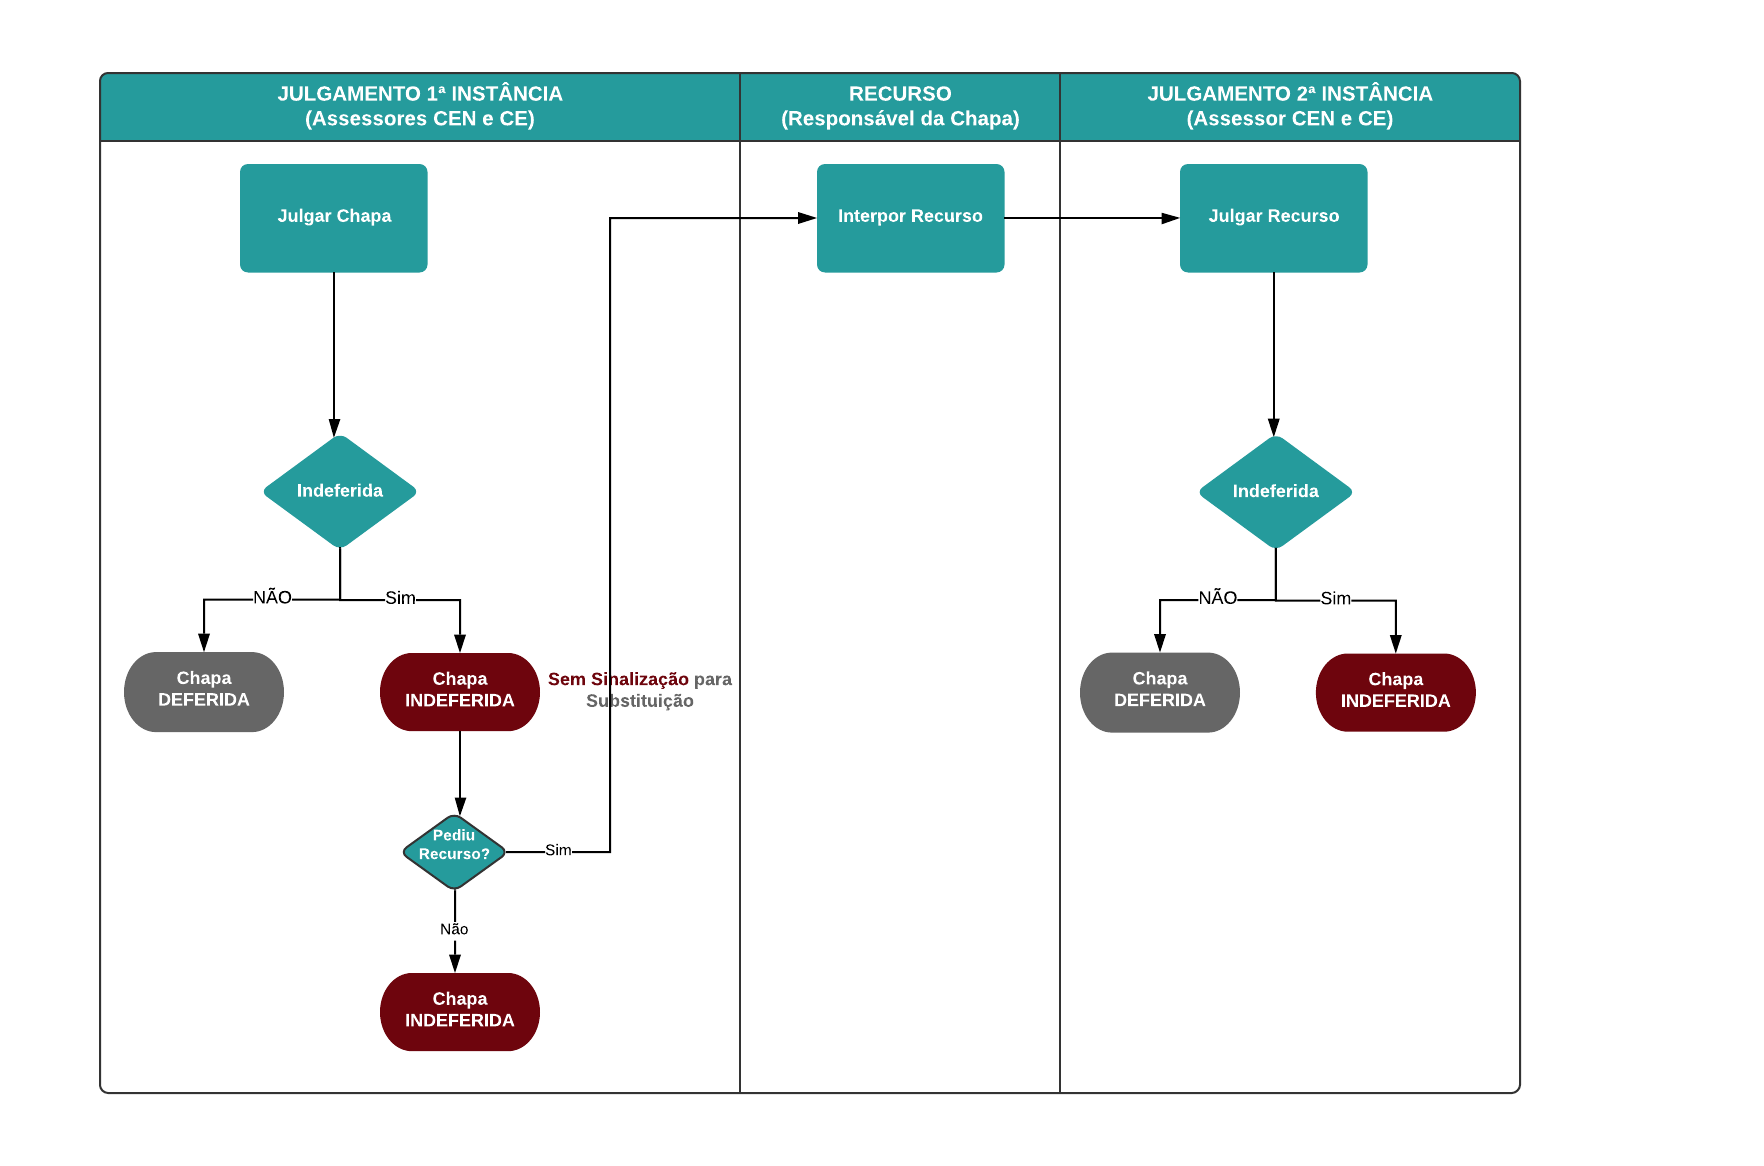 JULGAMENTO 1ª INSTÂNCIA
(Assessores CEN e CE)
RECURSO
(Responsável da Chapa)
JULGAMENTO 2ª INSTÂNCIA
(Assessor CEN e CE)
Julgar Chapa
Interpor Recurso
Julgar Recurso
Indeferida
Indeferida
NÃO
Sim
NÃO
Sim
Chapa
DEFERIDA
Chapa
INDEFERIDA
Sem Sinalização para
Substituição
Chapa
DEFERIDA
Chapa
INDEFERIDA
Pediu
Recurso?
Sim
Não
Chapa
INDEFERIDA